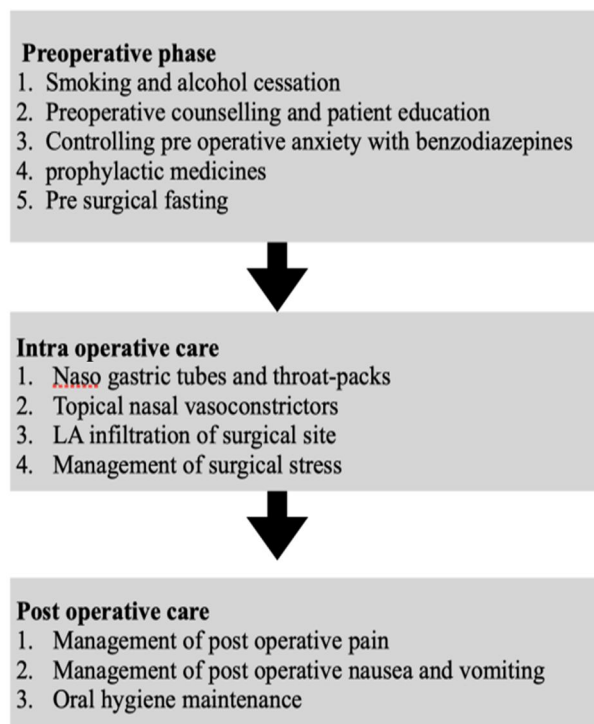 Preoperative phase
1. Smoking and alcohol cessation
2. Preoperative counselling and patient education
3. Controlling pre operative anxiety with benzodiazepines
4. prophylactic medicines
5. Pre surgical fasting
Intra operative care
1. Naso gastric tubes and throat-packs
2. Topical nasal vasoconstrictors
3. LA infiltration of surgical site
4. Management of surgical stress
Post operative care
1. Management of post operative pain
2. Management of post operative nausea and vomiting
3. Oral hygiene maintenance